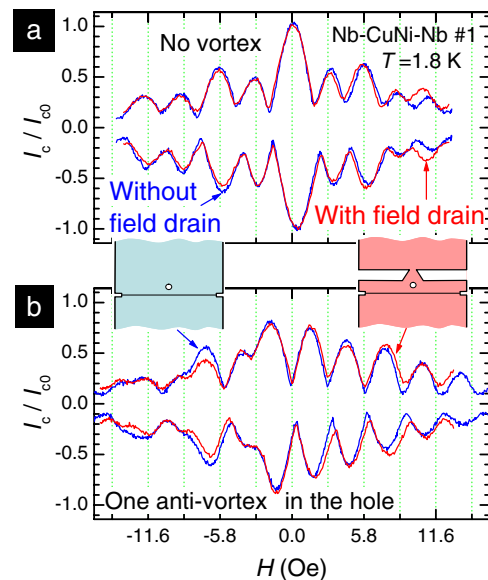 a
No vortex
Nb-CuNi-Nb #1
T =1.8 K
1.0
0.5
0.0
-0.5
-1.0
I_c / I_c0
Without
field drain
With field drain
b
1.0
0.5
0.0
-0.5
-1.0
I_c / I_c0
One anti-vortex in the hole
-11.6 -5.8 0.0 5.8 11.6
H (Oe)